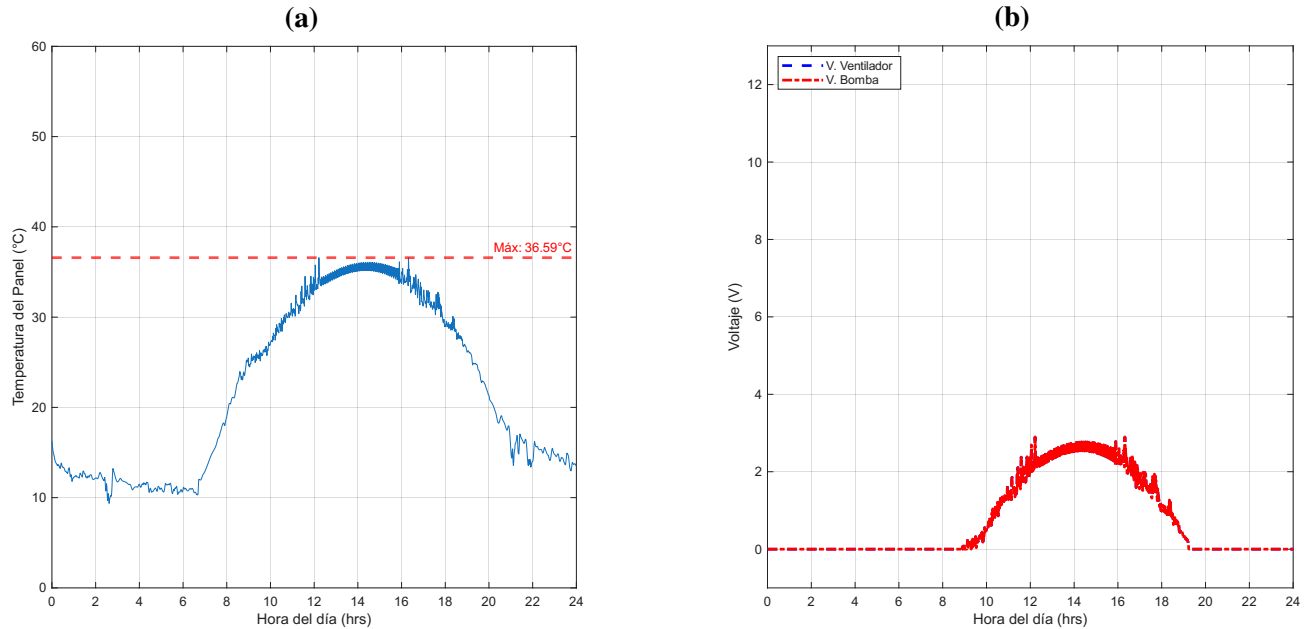 (a)
60
50
40
30
20
10
0
Temperatura del Panel (°C)
Máx: 36.59°C
0 2 4 6 8 10 12 14 16 18 20 22 24
Hora del día (hrs)
(b)
V. Ventilador
V. Bomba
12
10
8
6
4
2
0
Voltaje (V)
0 2 4 6 8 10 12 14 16 18 20 22 24
Hora del día (hrs)